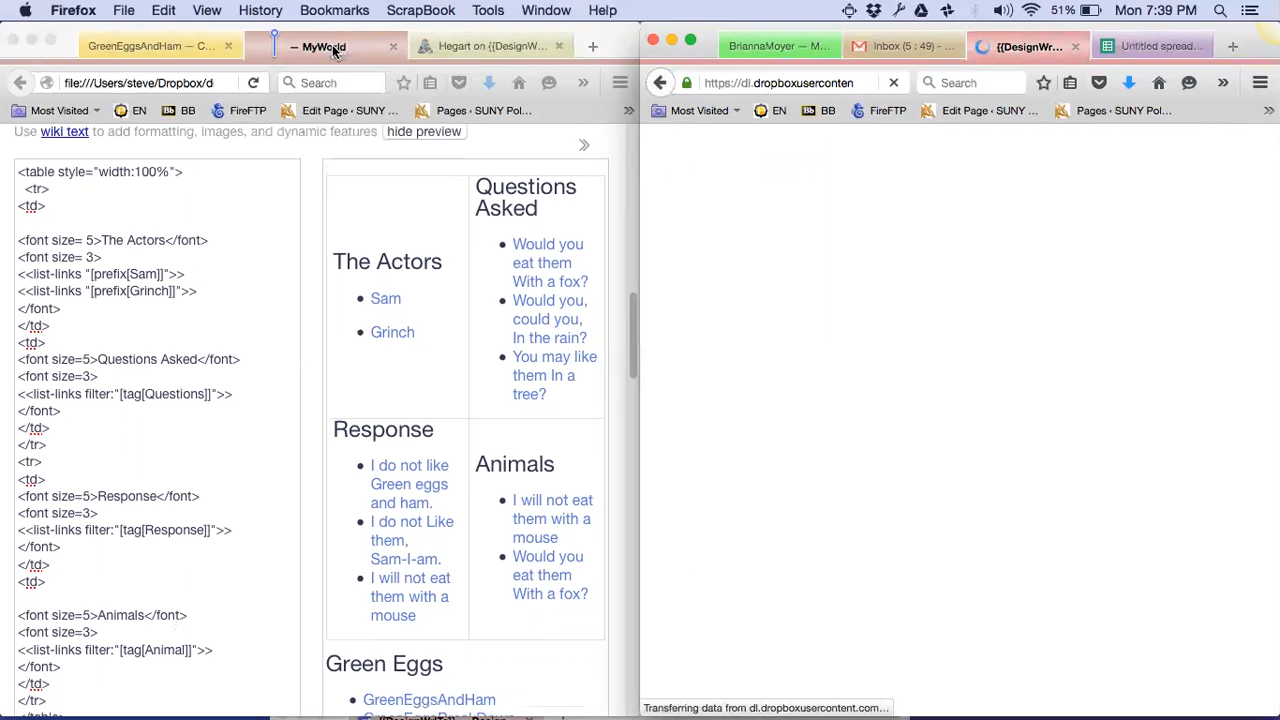 Firefox File Edit View History Bookmarks ScrapBook Tools Window Help 51% Mon 7:39 PM
GreenEggsAndHam — C... — MyWorld Hegart on {{DesignW... 
file:///Users/steve/Dropbox/d Search
Most Visited EN Bb BB FireFTP Edit Page ‹ SUNY ... Pages ‹ SUNY Pol...
Use wiki text to add formatting, images, and dynamic features hide preview
<table style="width:100%">
<tr>
<td>
<font size= 5>The Actors</font>
<font size= 3>
<<list-links "[prefix[Sam]]">>
<<list-links "[prefix[Grinch]]">>
</font>
</td>
<td>
<font size=5>Questions Asked</font>
<font size=3>
<<list-links filter:"[tag[Questions]]">>
</font>
</td>
</tr>
<tr>
<td>
<font size=5>Response</font>
<font size=3>
<<list-links filter:"[tag[Response]]">>
</font>
</td>
<td>
<font size=5>Animals</font>
<font size=3>
<<list-links filter:"[tag[Animal]]">>
</font>
</td>
</tr>
The Actors
Sam
Grinch
Questions
Asked
Would you
eat them
With a fox?
Would you,
could you,
In the rain?
You may like
them In a
tree?
Response
I do not like
Green eggs
and ham.
I do not Like
them,
Sam-I-am.
I will not eat
them with a
mouse
Animals
I will not eat
them with a
mouse
Would you
eat them
With a fox?
Green Eggs
GreenEggsAndHam
BriannaMoyer — M... Inbox (5 : 49) - ... {{DesignWr... Untitled spread...
https://dl.dropboxuserconten Search
Most Visited EN Bb BB FireFTP Edit Page ‹ SUNY ... Pages ‹ SUNY Pol...
Transferring data from dl.dropboxusercontent.com...